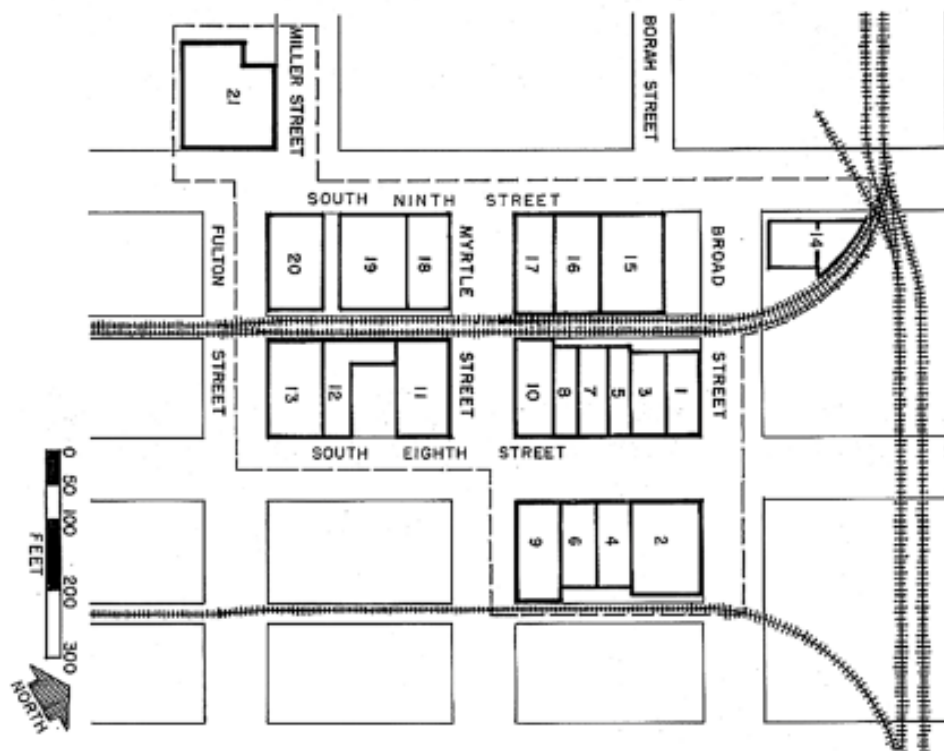 MILLER STREET
BORAH STREET
21
SOUTH NINTH STREET
FULTON STREET
MYRTLE STREET
BROAD STREET
20
19
18
17
16
15
14
13
12
11
10
8
7
5
3
1
SOUTH EIGHTH STREET
9
6
4
2
0
50
100
200
300
FEET
NORTH